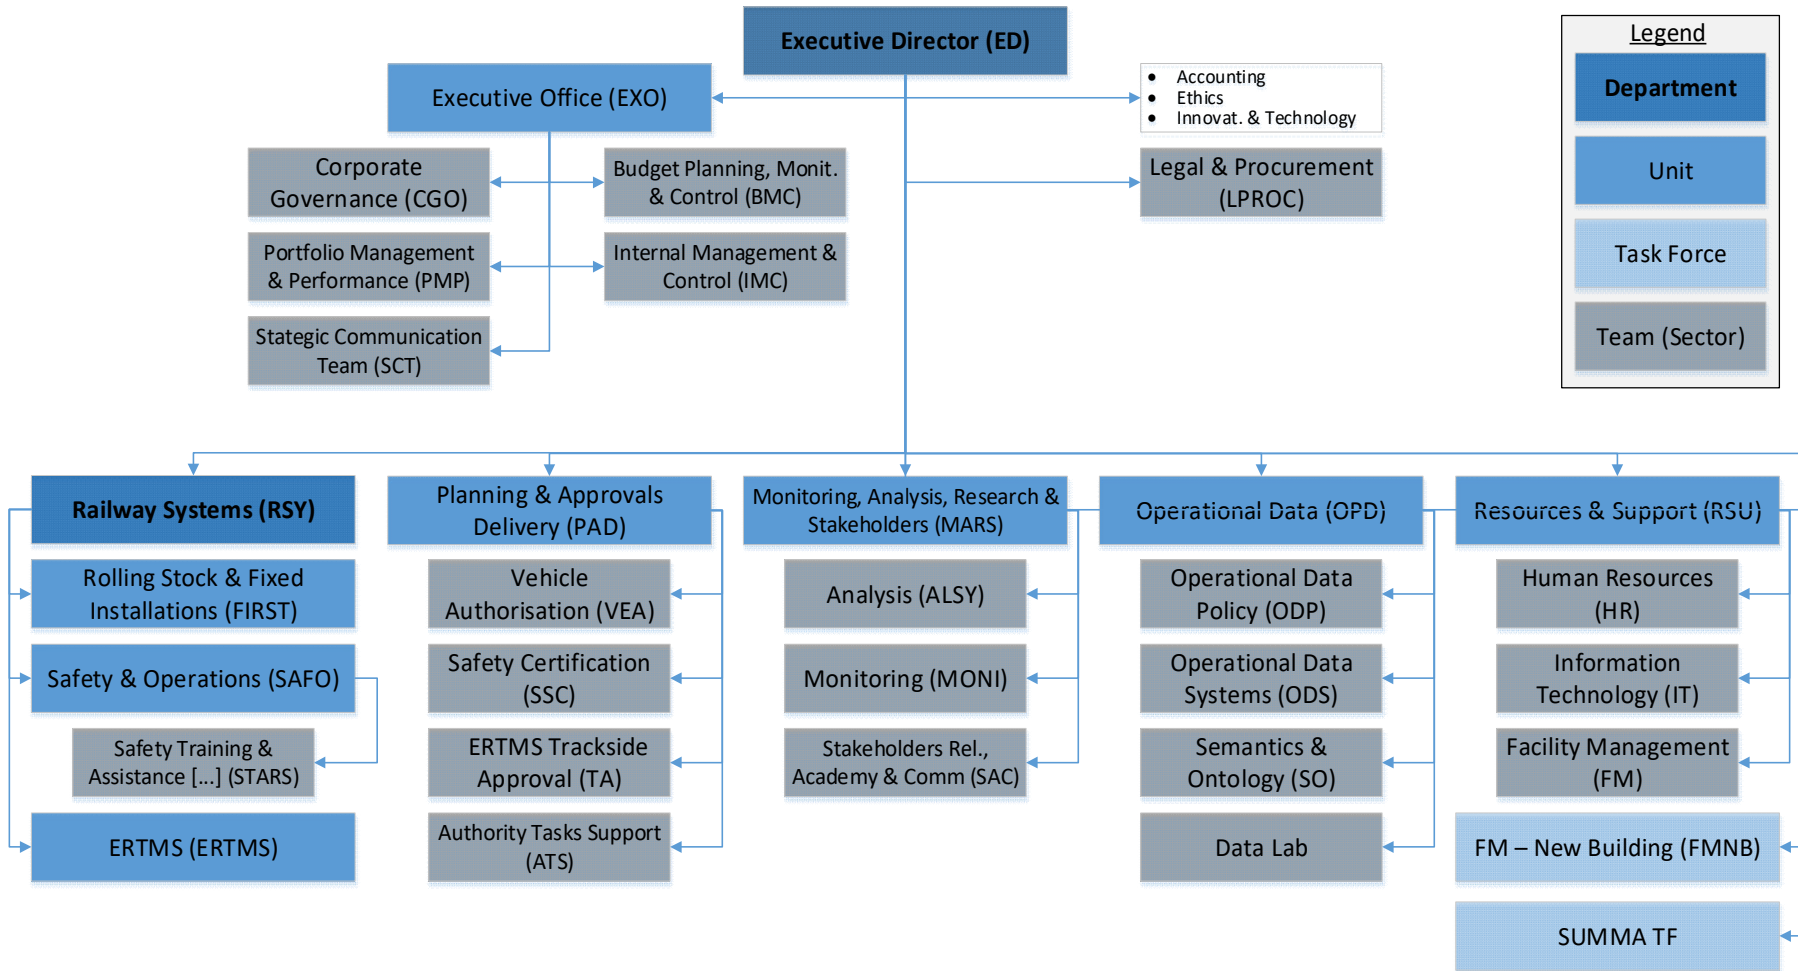 Executive Director (ED)
Legend
Department
Unit
Task Force
Team (Sector)
Executive Office (EXO)
• Accounting
• Ethics
• Innovat. & Technology
Corporate
Governance (CGO)
Budget Planning, Monit.
& Control (BMC)
Legal & Procurement
(LPROC)
Portfolio Management
& Performance (PMP)
Internal Management &
Control (IMC)
Stategic Communication
Team (SCT)
Railway Systems (RSY)
Rolling Stock & Fixed
Installations (FIRST)
Safety & Operations (SAFO)
Safety Training &
Assistance [...] (STARS)
ERTMS (ERTMS)
Planning & Approvals
Delivery (PAD)
Vehicle
Authorisation (VEA)
Safety Certification
(SSC)
ERTMS Trackside
Approval (TA)
Authority Tasks Support
(ATS)
Monitoring, Analysis, Research &
Stakeholders (MARS)
Analysis (ALSY)
Monitoring (MONI)
Stakeholders Rel.,
Academy & Comm (SAC)
Operational Data (OPD)
Operational Data
Policy (ODP)
Operational Data
Systems (ODS)
Semantics &
Ontology (SO)
Data Lab
Resources & Support (RSU)
Human Resources
(HR)
Information
Technology (IT)
Facility Management
(FM)
FM – New Building (FMNB)
SUMMA TF